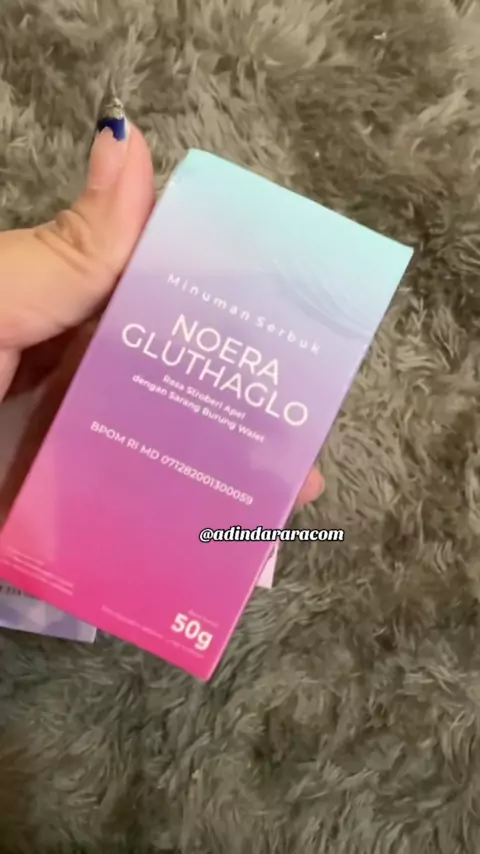 Minuman Serbuk
NOERA
GLUTHAGLO
Rasa Stroberi Apel
dengan Sarang Burung Walet
BPOM RI MD 071282001300059
@adindararacom
50g